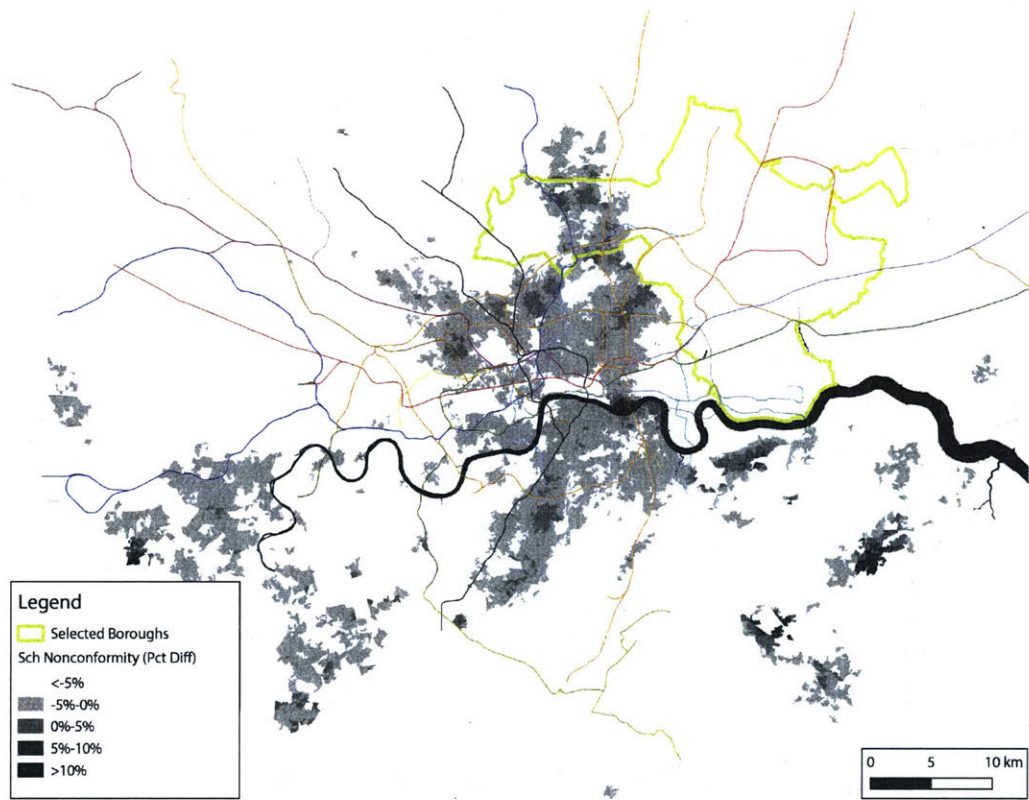 Legend
Selected Boroughs
Sch Nonconformity (Pct Diff)
<-5%
-5%-0%
0%-5%
5%-10%
>10%
0 5 10 km